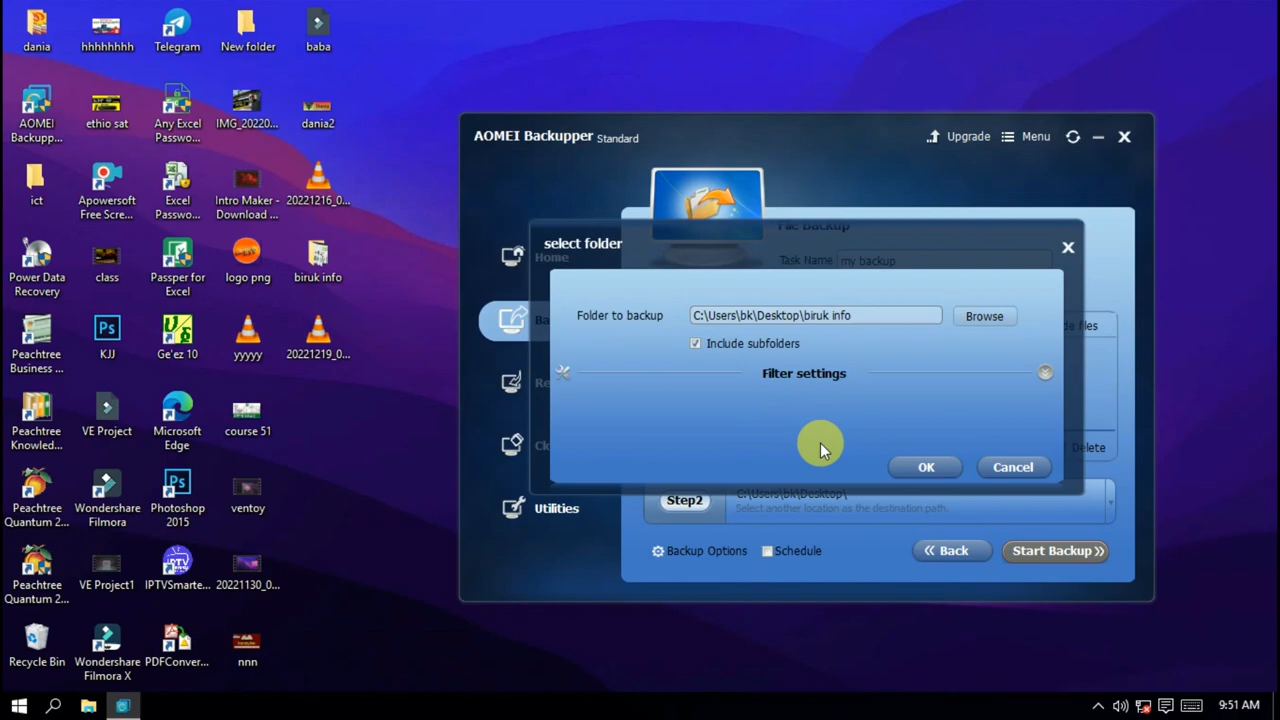 dania
hhhhhhhh
Telegram
New folder
baba
AOMEI
Backupp...
ethio sat
Any Excel
Passwo...
IMG_20220...
dania2
ict
Apowersoft
Free Scre...
Excel
Passwo...
Intro Maker -
Download ...
20221216_0...
Power Data
Recovery
class
Passper for
Excel
logo png
biruk info
Peachtree
Business ...
KJJ
Ge'ez 10
yyyyy
20221219_0...
Peachtree
Knowled...
VE Project
Microsoft
Edge
course 51
Peachtree
Quantum 2...
Wondershare
Filmora
Photoshop
2015
ventoy
Peachtree
Quantum 2...
VE Project1
IPTVSmarte...
20221130_0...
Recycle Bin
Wondershare
Filmora X
PDFConver...
nnn
AOMEI Backupper Standard
Upgrade
Menu
File Backup
select folder
Home
Task Name my backup
Folder to backup
C:\Users\bk\Desktop\biruk info
Browse
Ba
de files
Include subfolders
Filter settings
Re
Cl
Delete
OK
Cancel
Step2
C:\Users\bk\Desktop\
Select another location as the destination path.
Utilities
Backup Options
Schedule
Back
Start Backup
9:51 AM